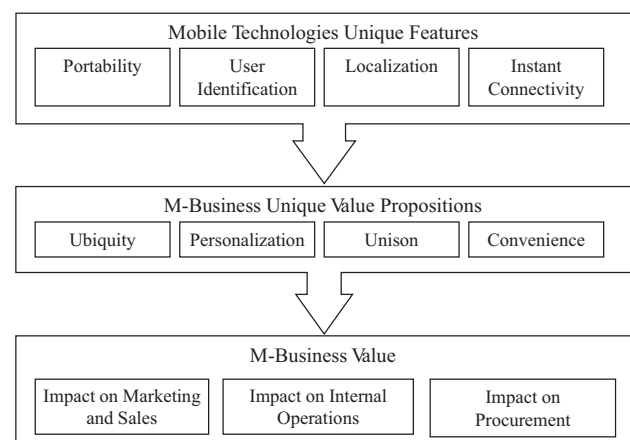 Mobile Technologies Unique Features
Portability
User
Identification
Localization
Instant
Connectivity
M-Business Unique Value Propositions
Ubiquity
Personalization
Unison
Convenience
M-Business Value
Impact on Marketing
and Sales
Impact on Internal
Operations
Impact on
Procurement